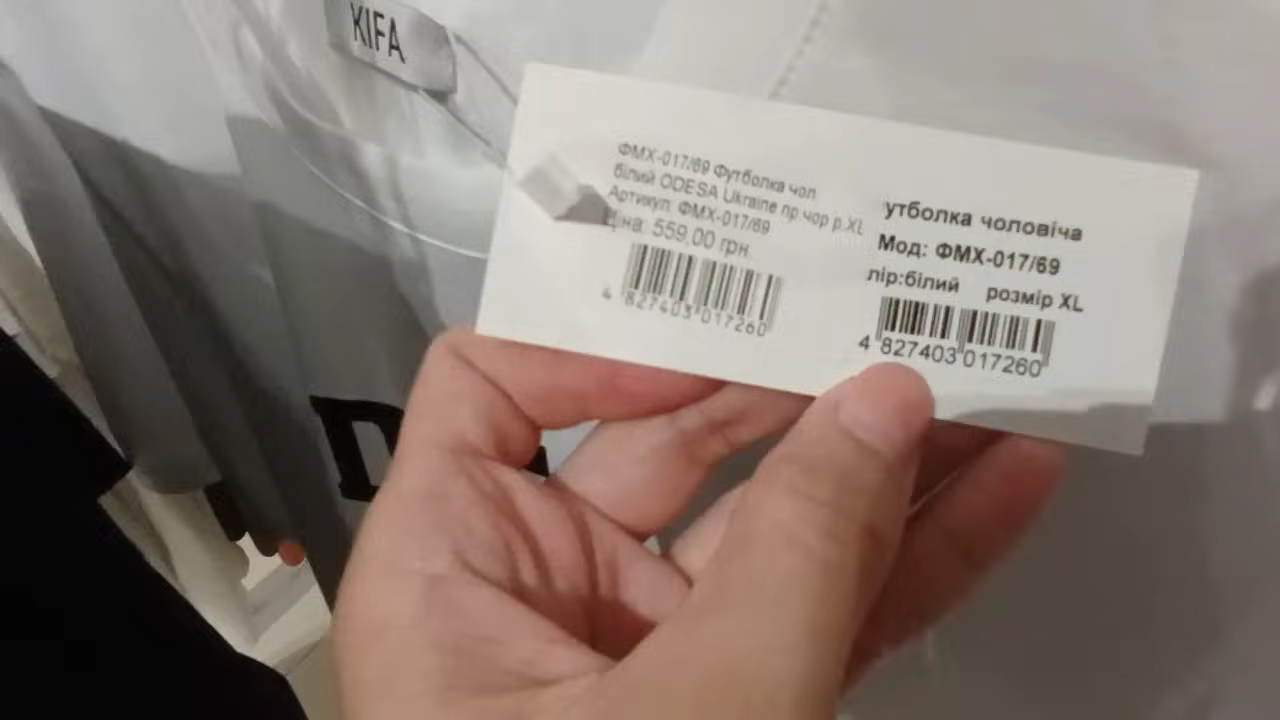 KIFA
ФМХ-017/69 Футболка чол
білий ODESA Ukraine пр.чор р.XL
Артикул: ФМХ-017/69
Ціна: 559,00 грн.
4 827403 017260
утболка чоловіча
Мод: ФМХ-017/69
лір:білий розмір XL
4 827403 017260